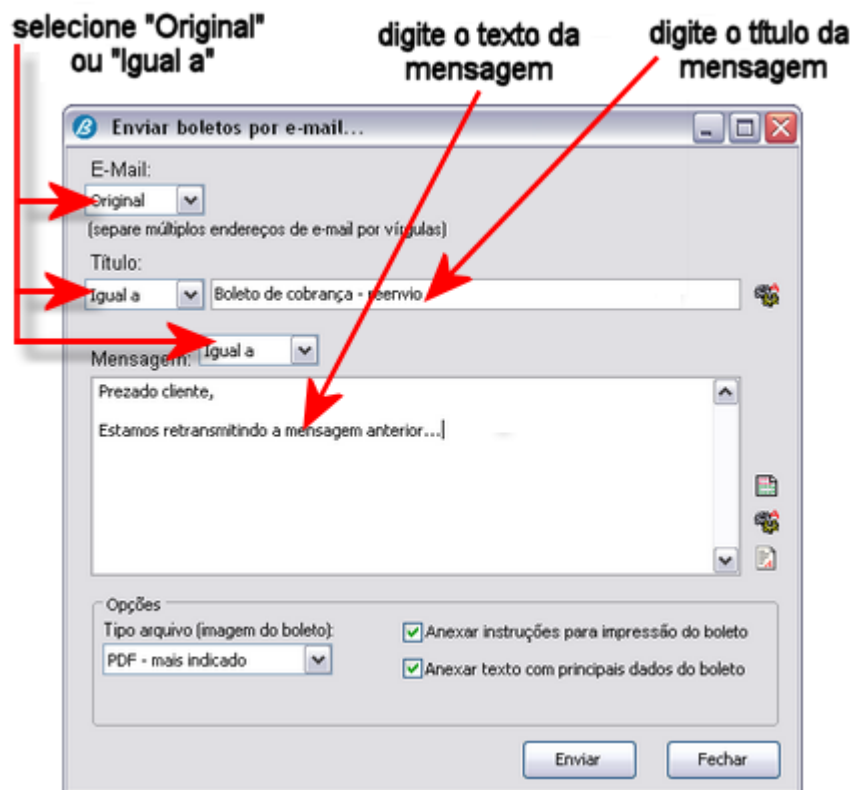 selecione "Original"
ou "Igual a"
digite o texto da
mensagem
digite o título da
mensagem
Enviar boletos por e-mail...
E-Mail:
Original
(separe múltiplos endereços de e-mail por vírgulas)
Título:
Igual a
Boleto de cobrança - reenvio
Mensagem:
Igual a
Prezado cliente,
Estamos retransmitindo a mensagem anterior...
Opções
Tipo arquivo (imagem do boleto):
PDF - mais indicado
Anexar instruções para impressão do boleto
Anexar texto com principais dados do boleto
Enviar
Fechar